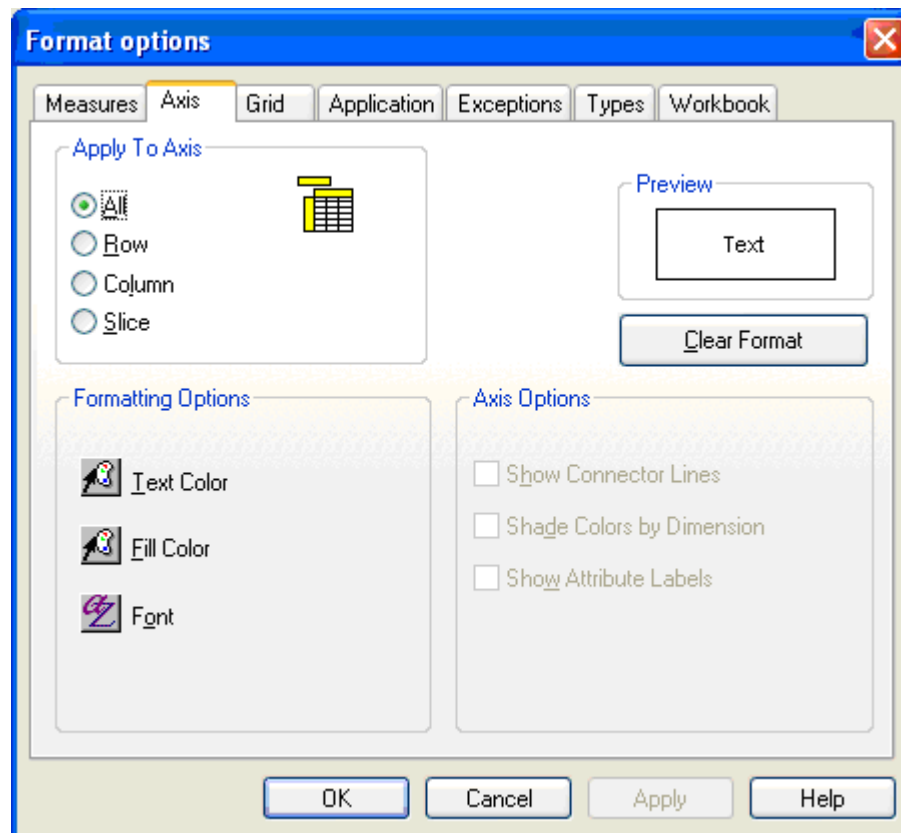 Format options
Measures Axis Grid Application Exceptions Types Workbook
Apply To Axis
All
Row
Column
Slice
Preview
Text
Clear Format
Formatting Options
Text Color
Fill Color
Font
Axis Options
Show Connector Lines
Shade Colors by Dimension
Show Attribute Labels
OK Cancel Apply Help